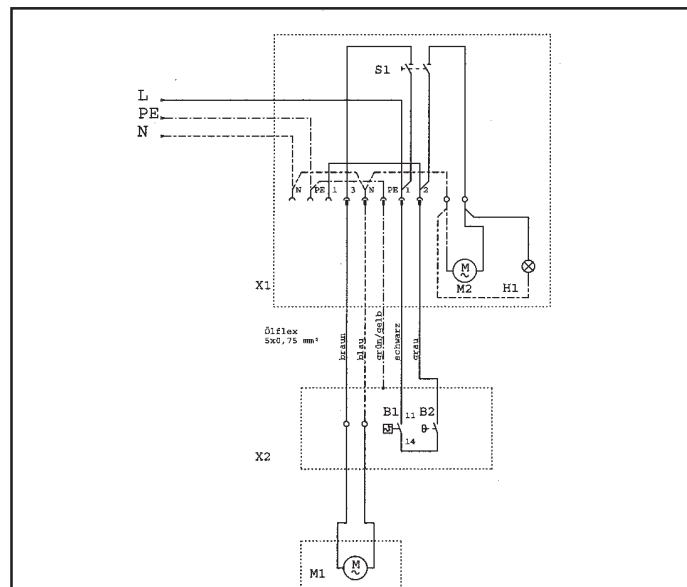 S1
L
PE
N
N PE 1 3 N PE 1 2
M
~
M2
H1
X1
Ölflex
5x0,75 mm²
braun
blau
grün/gelb
schwarz
grau
B1 11 B2
14
X2
M1
M
~